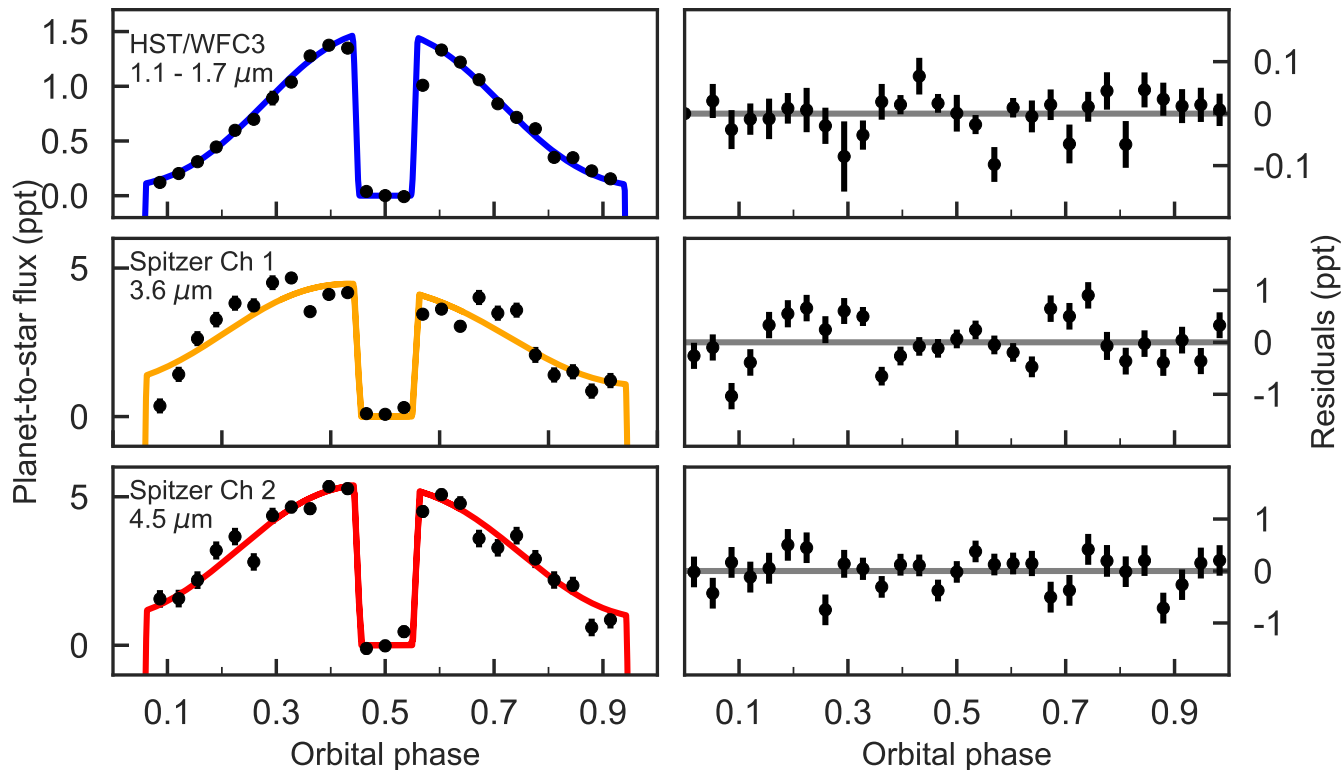 Planet-to-star flux (ppt)
1.5
1.0
0.5
0.0
HST/WFC3
1.1 - 1.7 μm
0.1
0
-0.1
5
0
Spitzer Ch 1
3.6 μm
1
0
-1
Residuals (ppt)
5
0
Spitzer Ch 2
4.5 μm
1
0
-1
0.1 0.3 0.5 0.7 0.9
Orbital phase
0.1 0.3 0.5 0.7 0.9
Orbital phase